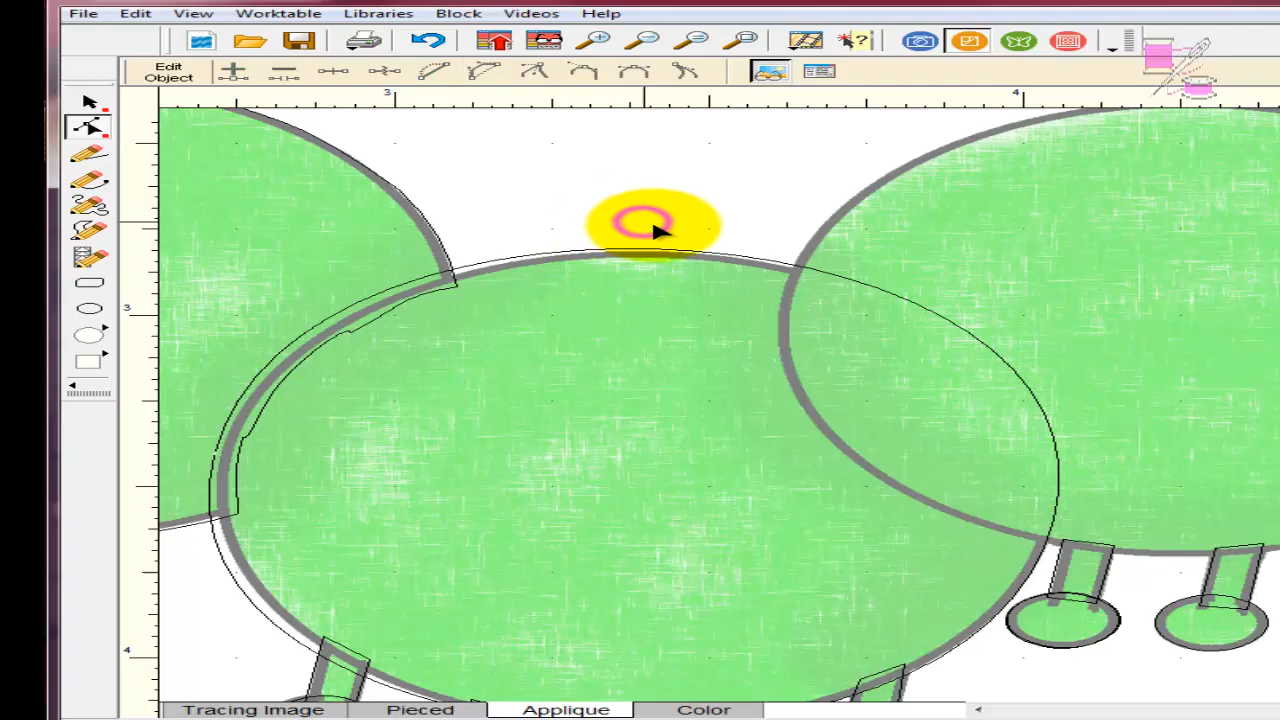 File Edit View Worktable Libraries Block Videos Help
Edit
Object
3 4
3
4
Tracing Image Pieced Applique Color